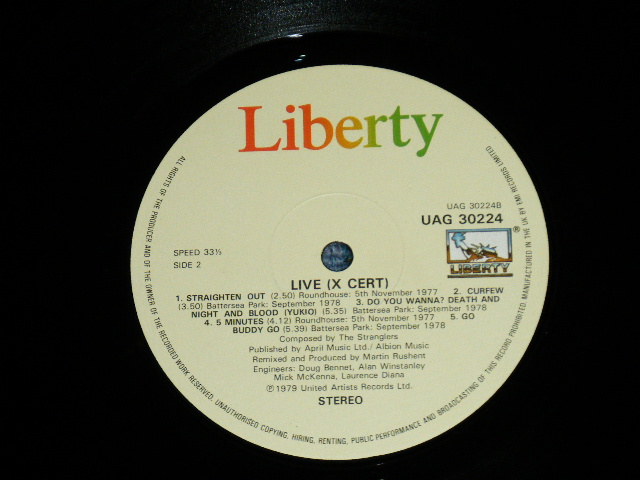 Liberty
UAG 30224B
UAG 30224
SPEED 33⅓
SIDE 2
®
LIBERTY
LIVE (X CERT)
1. STRAIGHTEN OUT (2.50) Roundhouse: 5th November 1977 2. CURFEW
(3.50) Battersea Park: September 1978 3. DO YOU WANNA? DEATH AND
NIGHT AND BLOOD (YUKIO) (5.35) Battersea Park: September 1978
4. 5 MINUTES (4.12) Roundhouse: 5th November 1977 5. GO
BUDDY GO (5.39) Battersea Park: September 1978
Composed by The Stranglers
Published by April Music Ltd./ Albion Music
Remixed and Produced by Martin Rushent
Engineers: Doug Bennet, Alan Winstanley
Mick McKenna, Laurence Diana
℗ 1979 United Artists Records Ltd.
STEREO
ALL RIGHTS OF THE PRODUCER AND OF THE OWNER OF THE RECORDED WORK RESERVED. UNAUTHORISED COPYING, HIRING, RENTING, PUBLIC PERFORMANCE AND BROADCASTING OF THIS RECORD PROHIBITED. MANUFACTURED IN THE U.K. BY EMI RECORDS LIMITED